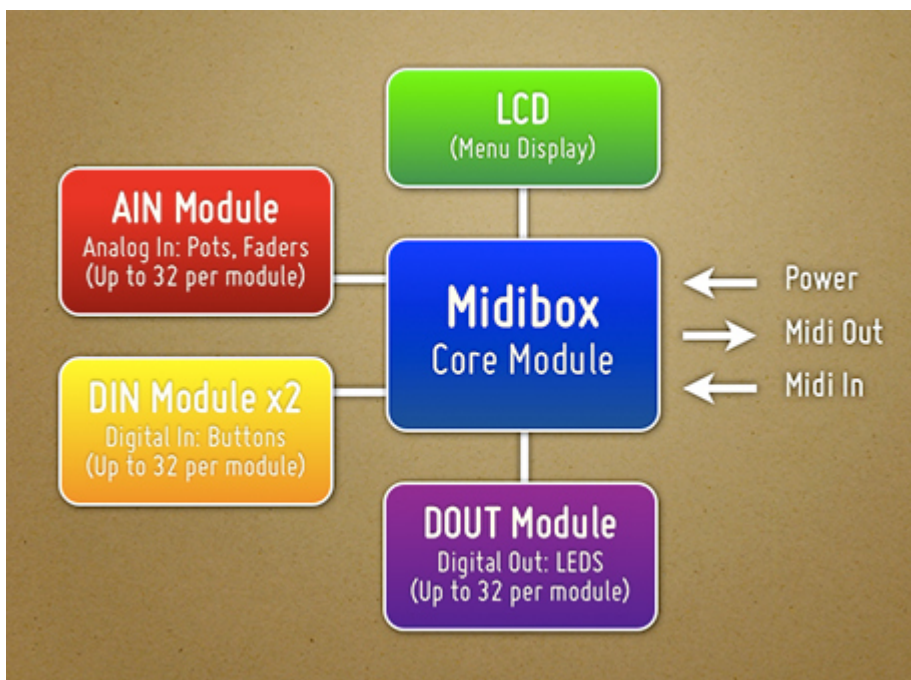 LCD
(Menu Display)
AIN Module
Analog In: Pots, Faders
(Up to 32 per module)
Midibox
Core Module
Power
Midi Out
Midi In
DIN Module x2
Digital In: Buttons
(Up to 32 per module)
DOUT Module
Digital Out: LEDS
(Up to 32 per module)